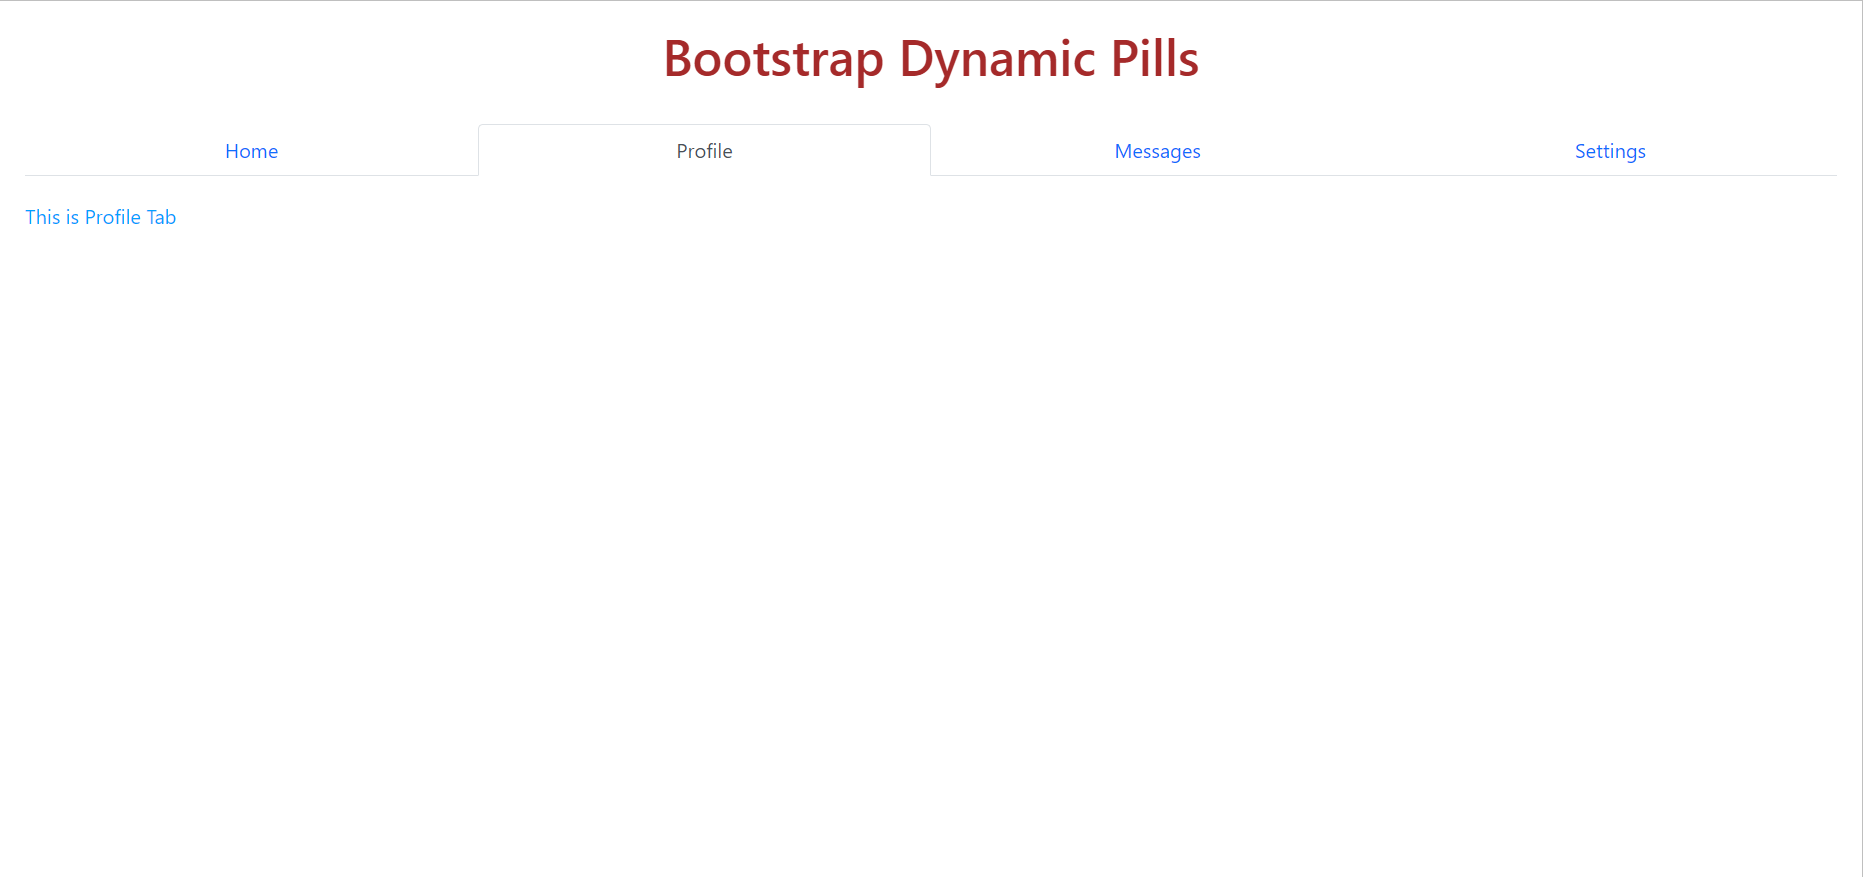 Bootstrap Dynamic Pills
Home Profile Messages Settings
This is Profile Tab